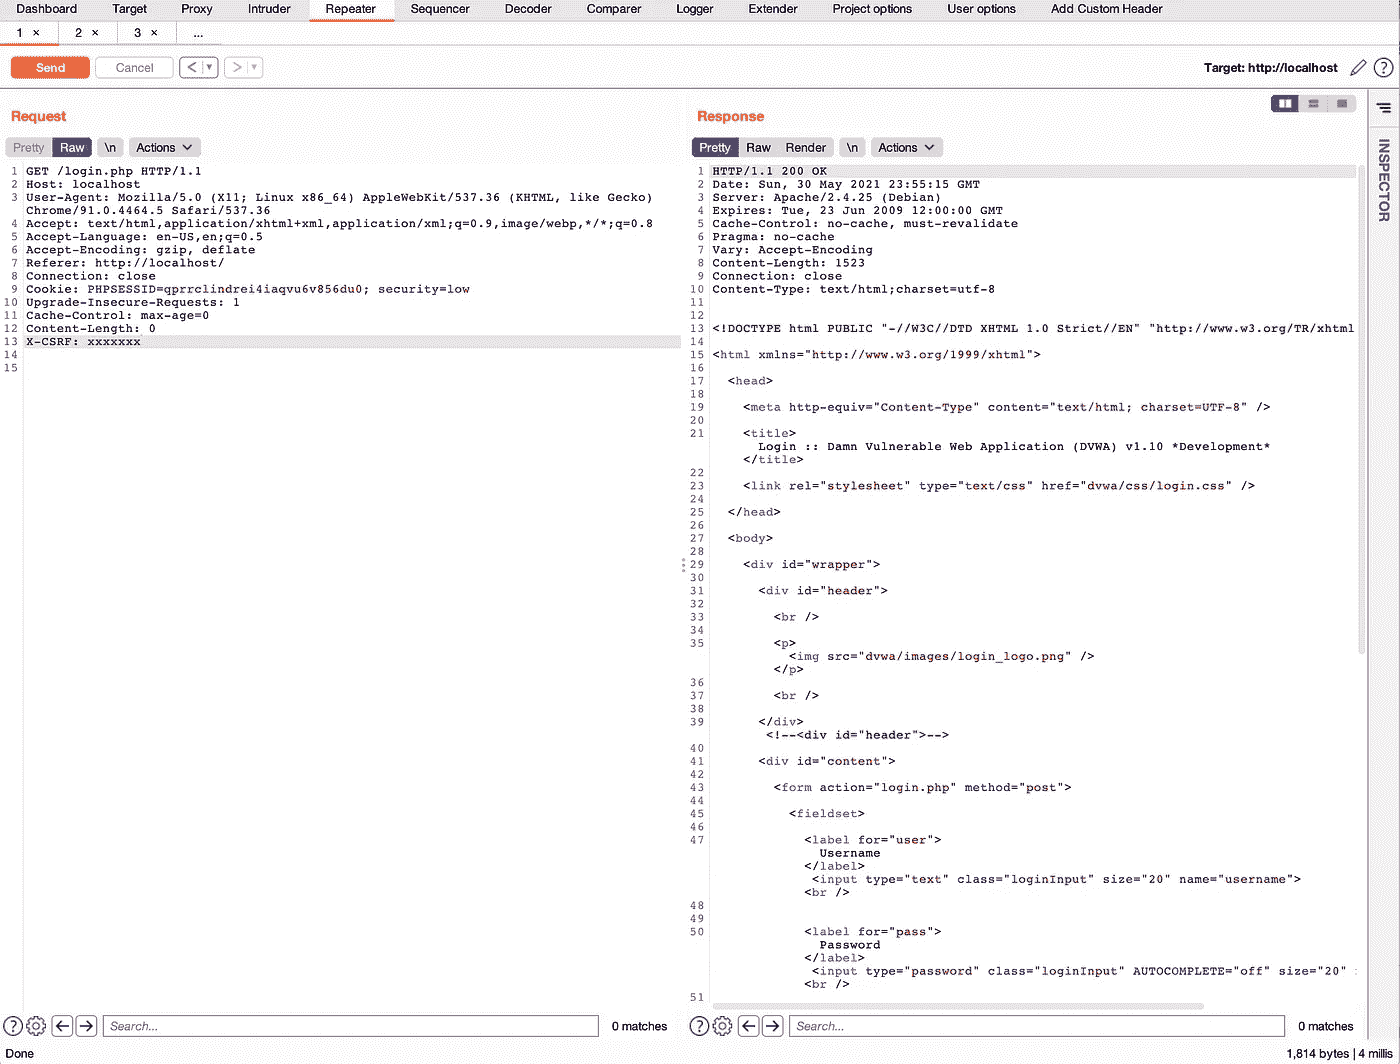 Dashboard Target Proxy Intruder Repeater Sequencer Decoder Comparer Logger Extender Project options User options Add Custom Header
1 × 2 × 3 × ...
Send Cancel < > Target: http://localhost
Request
Pretty Raw \n Actions
1 GET /login.php HTTP/1.1
2 Host: localhost
3 User-Agent: Mozilla/5.0 (X11; Linux x86_64) AppleWebKit/537.36 (KHTML, like Gecko)
Chrome/91.0.4464.5 Safari/537.36
4 Accept: text/html,application/xhtml+xml,application/xml;q=0.9,image/webp,*/*;q=0.8
5 Accept-Language: en-US,en;q=0.5
6 Accept-Encoding: gzip, deflate
7 Referer: http://localhost/
8 Connection: close
9 Cookie: PHPSESSID=qprrclindrei4iaqvu6v856du0; security=low
10 Upgrade-Insecure-Requests: 1
11 Cache-Control: max-age=0
12 Content-Length: 0
13 X-CSRF: xxxxxxx
14
15
Search... 0 matches
Response
Pretty Raw Render \n Actions
1 HTTP/1.1 200 OK
2 Date: Sun, 30 May 2021 23:55:15 GMT
3 Server: Apache/2.4.25 (Debian)
4 Expires: Tue, 23 Jun 2009 12:00:00 GMT
5 Cache-Control: no-cache, must-revalidate
6 Pragma: no-cache
7 Vary: Accept-Encoding
8 Content-Length: 1523
9 Connection: close
10 Content-Type: text/html;charset=utf-8
11
12
13 <!DOCTYPE html PUBLIC "-//W3C//DTD XHTML 1.0 Strict//EN" "http://www.w3.org/TR/xhtml
14
15 <html xmlns="http://www.w3.org/1999/xhtml">
16
17 <head>
18
19 <meta http-equiv="Content-Type" content="text/html; charset=UTF-8" />
20
21 <title>
Login :: Damn Vulnerable Web Application (DVWA) v1.10 *Development*
</title>
22
23 <link rel="stylesheet" type="text/css" href="dvwa/css/login.css" />
24
25 </head>
26
27 <body>
28
29 <div id="wrapper">
30
31 <div id="header">
32
33 <br />
34
35 <p>
<img src="dvwa/images/login_logo.png" />
</p>
36
37 <br />
38
39 </div>
<!--<div id="header">-->
40
41 <div id="content">
42
43 <form action="login.php" method="post">
44
45 <fieldset>
46
47 <label for="user">
Username
</label>
<input type="text" class="loginInput" size="20" name="username">
<br />
48
49
50 <label for="pass">
Password
</label>
<input type="password" class="loginInput" AUTOCOMPLETE="off" size="20"
<br />
51
Search... 0 matches
INSPECTOR
Done 1,814 bytes | 4 millis